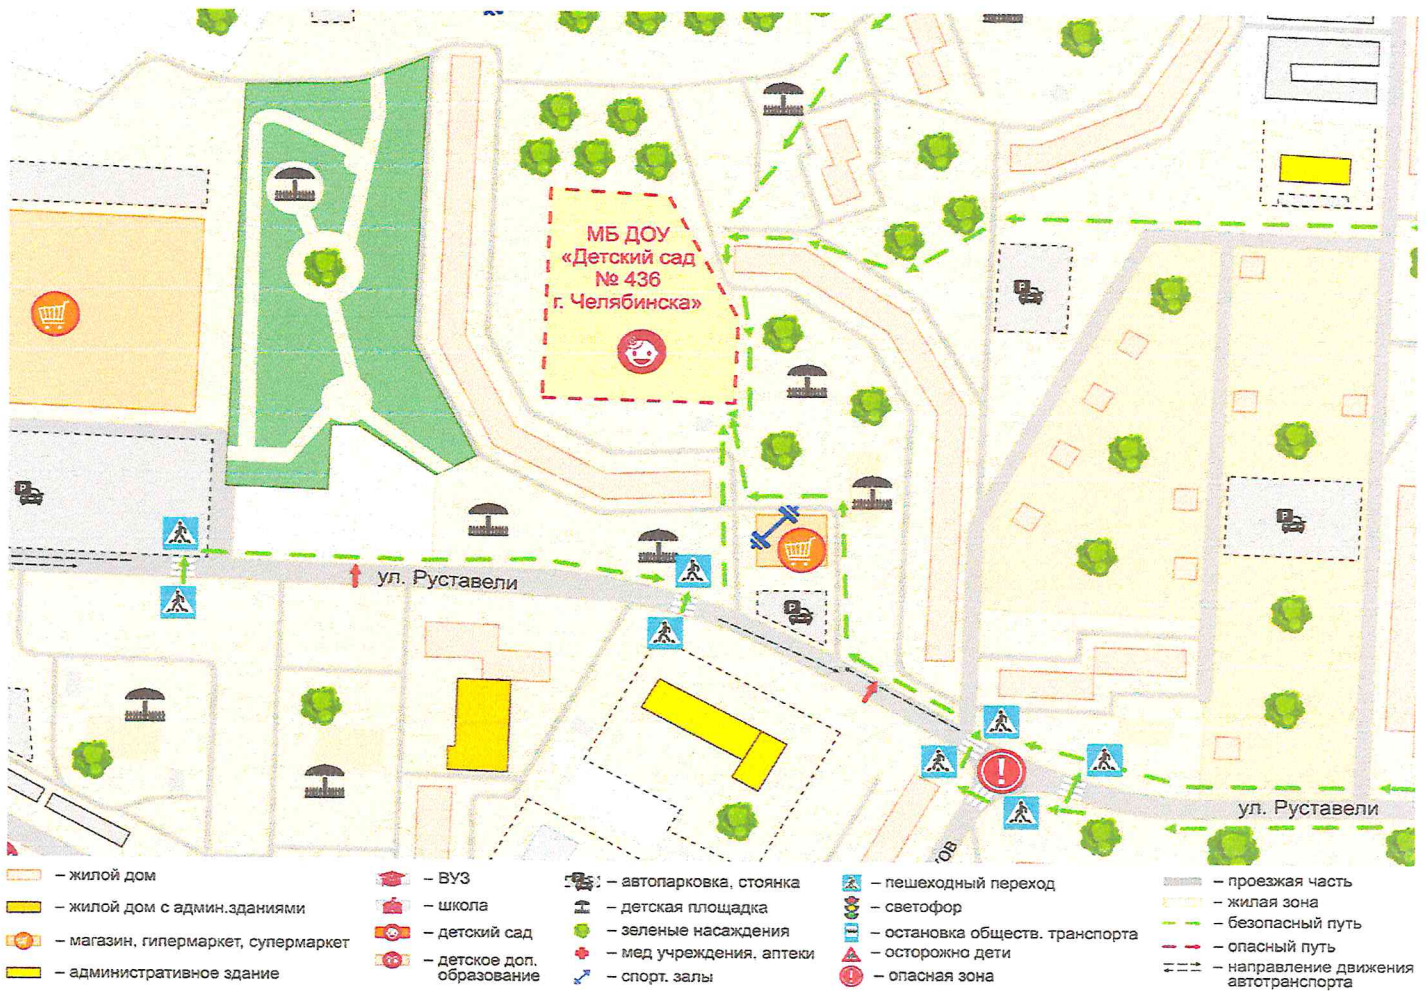 МБ ДОУ
«Детский сад
№ 436
г. Челябинска»
P
P
P
ул. Руставели
P
ул. Руставели
ов
– жилой дом
– жилой дом с админ.зданиями
– магазин, гипермаркет, супермаркет
– административное здание
– ВУЗ
– школа
– детский сад
– детское доп.
образование
– автопарковка, стоянка
– детская площадка
– зеленые насаждения
– мед учреждения, аптеки
– спорт. залы
– пешеходный переход
– светофор
– остановка обществ. транспорта
– осторожно дети
– опасная зона
– проезжая часть
– жилая зона
– безопасный путь
– опасный путь
– направление движения
автотранспорта